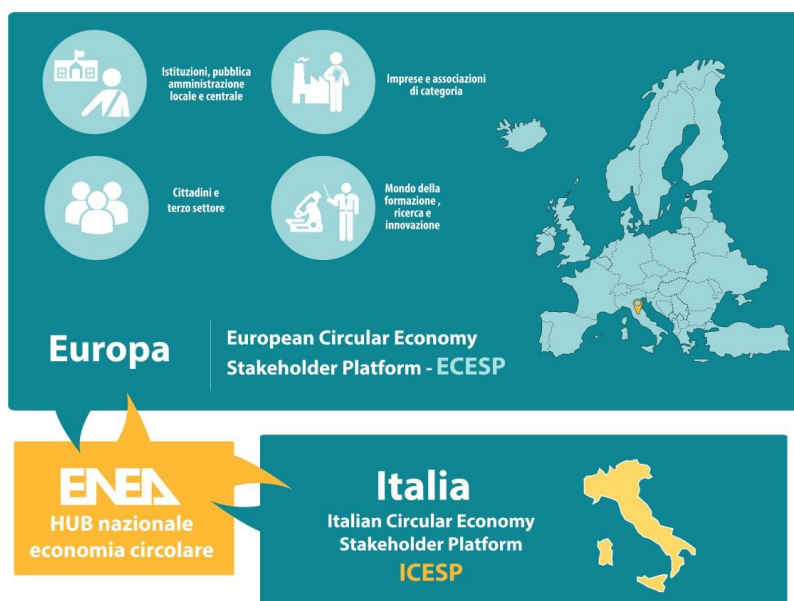 Istituzioni, pubblica
amministrazione
locale e centrale
Imprese e associazioni
di categoria
Cittadini e
terzo settore
Mondo della
formazione ,
ricerca e
innovazione
Europa
European Circular Economy
Stakeholder Platform - ECESP
ENEA
HUB nazionale
economia circolare
Italia
Italian Circular Economy
Stakeholder Platform
ICESP